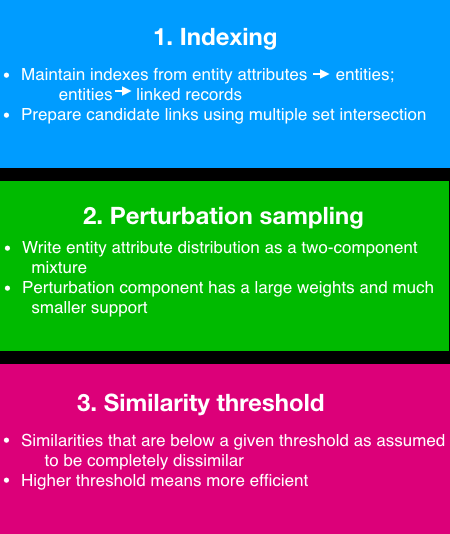 1. Indexing
• Maintain indexes from entity attributes → entities;
entities → linked records
• Prepare candidate links using multiple set intersection
2. Perturbation sampling
• Write entity attribute distribution as a two-component
mixture
• Perturbation component has a large weights and much
smaller support
3. Similarity threshold
• Similarities that are below a given threshold as assumed
to be completely dissimilar
• Higher threshold means more efficient